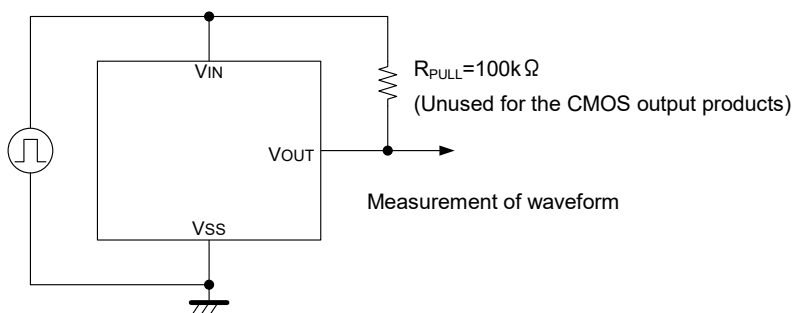 VIN
RPULL=100kΩ
(Unused for the CMOS output products)
VOUT
Measurement of waveform
VSS